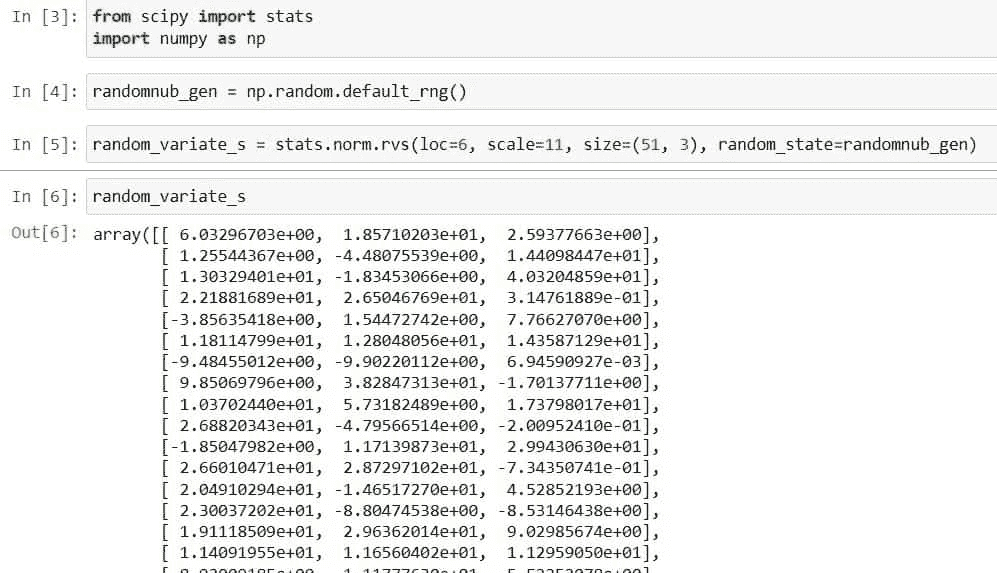 In [3]: from scipy import stats
import numpy as np
In [4]: randomnub_gen = np.random.default_rng()
In [5]: random_variate_s = stats.norm.rvs(loc=6, scale=11, size=(51, 3), random_state=randomnub_gen)
In [6]: random_variate_s
Out[6]: array([[ 6.03296703e+00, 1.85710203e+01, 2.59377663e+00],
[ 1.25544367e+00, -4.48075539e+00, 1.44098447e+01],
[ 1.30329401e+01, -1.83453066e+00, 4.03204859e+01],
[ 2.21881689e+01, 2.65046769e+01, 3.14761889e-01],
[-3.85635418e+00, 1.54472742e+00, 7.76627070e+00],
[ 1.18114799e+01, 1.28048056e+01, 1.43587129e+01],
[-9.48455012e+00, -9.90220112e+00, 6.94590927e-03],
[ 9.85069796e+00, 3.82847313e+01, -1.70137711e+00],
[ 1.03702440e+01, 5.73182489e+00, 1.73798017e+01],
[ 2.68820343e+01, -4.79566514e+00, -2.00952410e-01],
[-1.85047982e+00, 1.17139873e+01, 2.99430630e+01],
[ 2.66010471e+01, 2.87297102e+01, -7.34350741e-01],
[ 2.04910294e+01, -1.46517270e+01, 4.52852193e+00],
[ 2.30037202e+01, -8.80474538e+00, -8.53146438e+00],
[ 1.91118509e+01, 2.96362014e+01, 9.02985674e+00],
[ 1.14091955e+01, 1.16560402e+01, 1.12959050e+01],